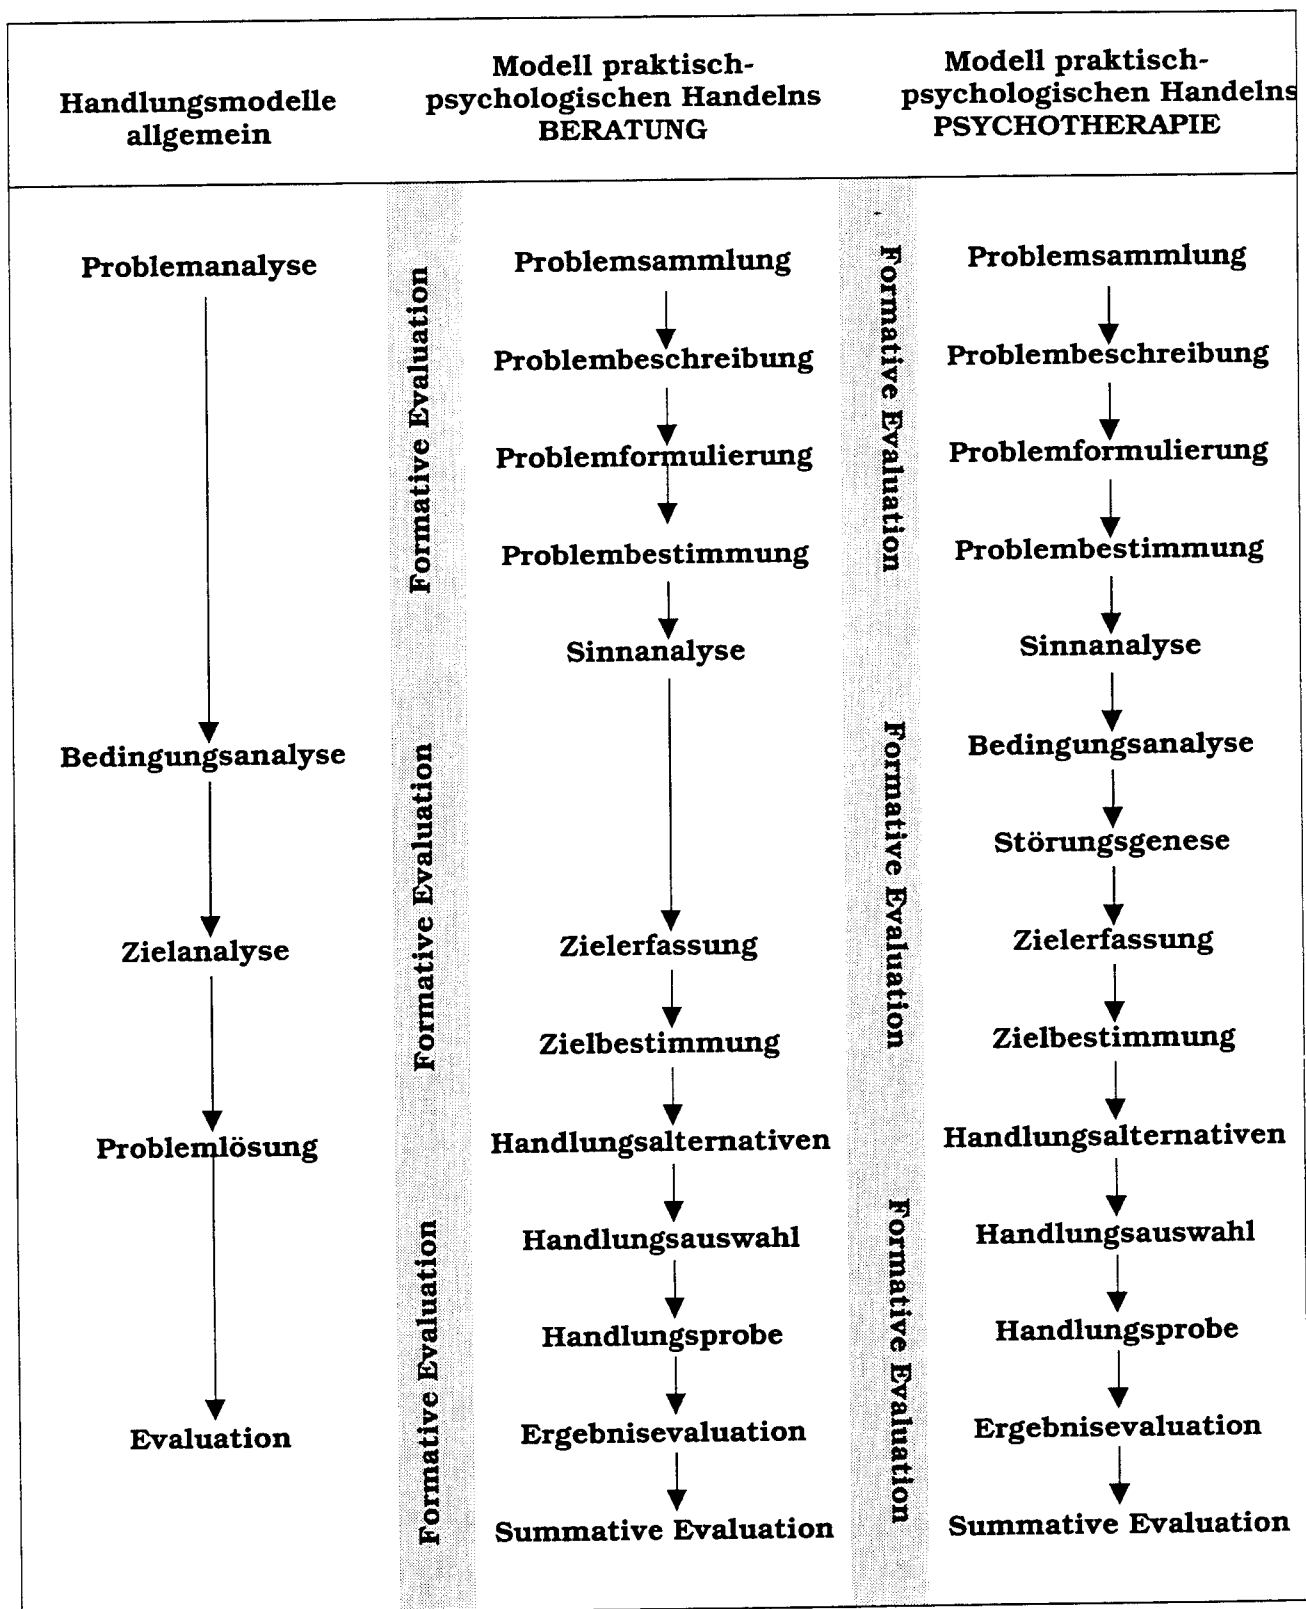 Handlungsmodelle
allgemein
Modell praktisch-
psychologischen Handelns
BERATUNG
Modell praktisch-
psychologischen Handelns
PSYCHOTHERAPIE
Problemanalyse
Bedingungsanalyse
Zielanalyse
Problemlösung
Evaluation
Formative Evaluation
Formative Evaluation
Formative Evaluation
Problemsammlung
Problembeschreibung
Problemformulierung
Problembestimmung
Sinnanalyse
Zielerfassung
Zielbestimmung
Handlungsalternativen
Handlungsauswahl
Handlungsprobe
Ergebnisevaluation
Summative Evaluation
Formative Evaluation
Formative Evaluation
Formative Evaluation
Problemsammlung
Problembeschreibung
Problemformulierung
Problembestimmung
Sinnanalyse
Bedingungsanalyse
Störungsgenese
Zielerfassung
Zielbestimmung
Handlungsalternativen
Handlungsauswahl
Handlungsprobe
Ergebnisevaluation
Summative Evaluation